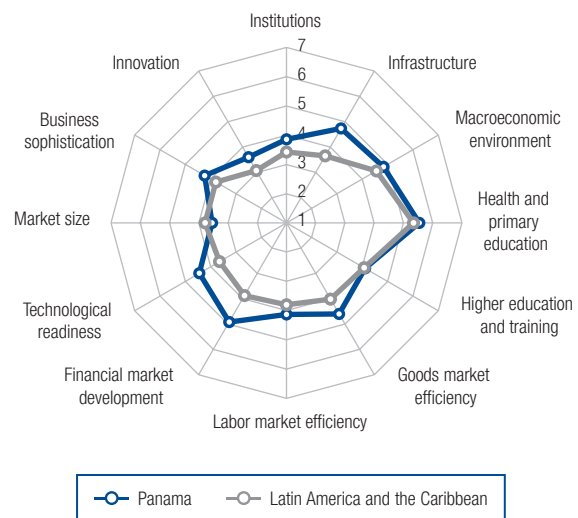 Institutions
7
6
5
4
3
2
1
Infrastructure
Macroeconomic
environment
Health and
primary
education
Higher education
and training
Goods market
efficiency
Labor market efficiency
Financial market
development
Technological
readiness
Market size
Business
sophistication
Innovation
Panama
Latin America and the Caribbean